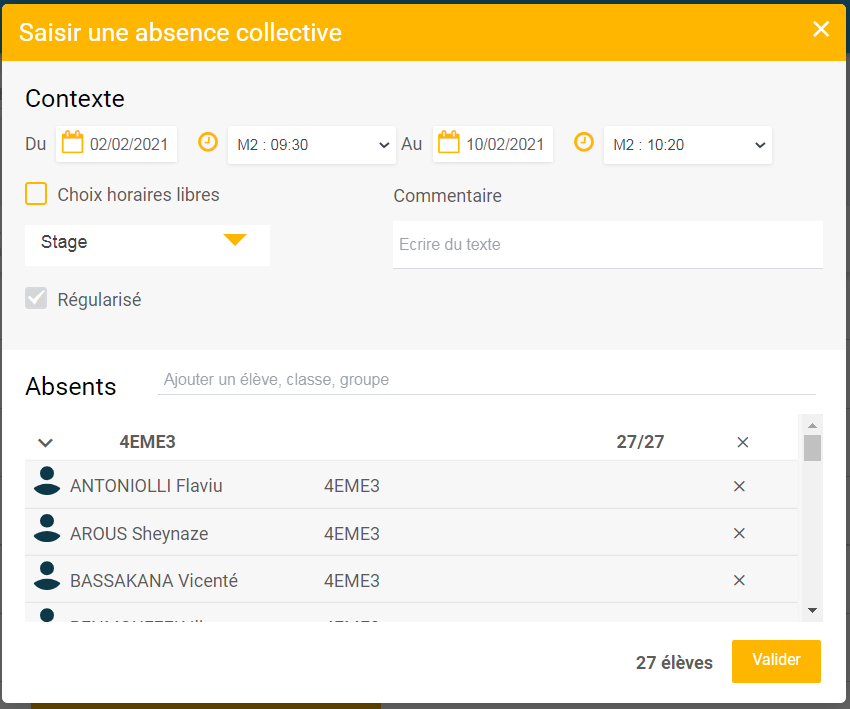 Saisir une absence collective
Contexte
Du 02/02/2021 M2 : 09:30 Au 10/02/2021 M2 : 10:20
Choix horaires libres
Commentaire
Stage
Ecrire du texte
Régularisé
Absents Ajouter un élève, classe, groupe
4EME3 27/27
ANTONIOLLI Flaviu 4EME3
AROUS Sheynaze 4EME3
BASSAKANA Vicenté 4EME3
27 élèves Valider